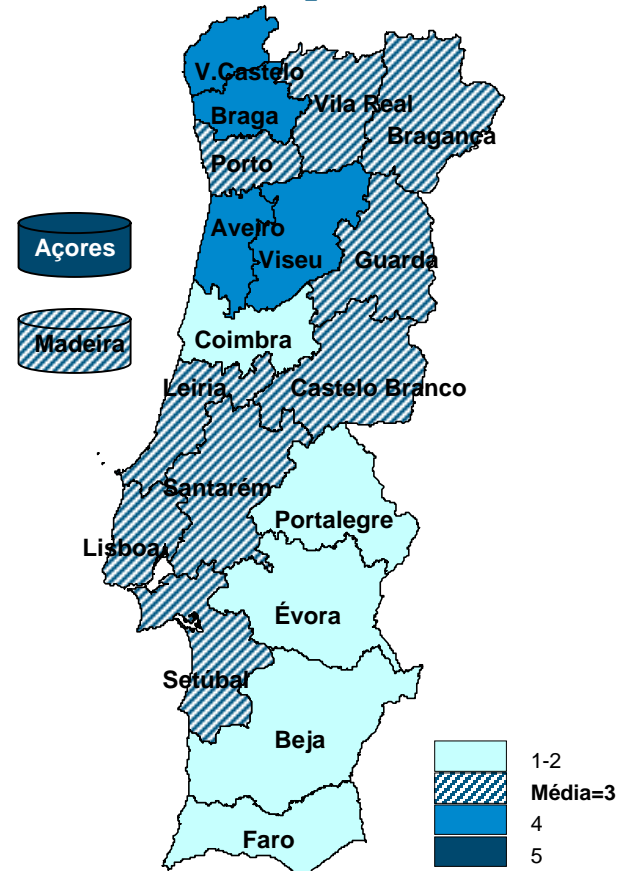 V.Castelo
Braga
Vila Real
Bragança
Porto
Aveiro
Viseu
Guarda
Açores
Madeira
Coimbra
Leiria
Castelo Branco
Santarém
Portalegre
Lisboa
Évora
Setúbal
Beja
Faro
1-2
Média=3
4
5